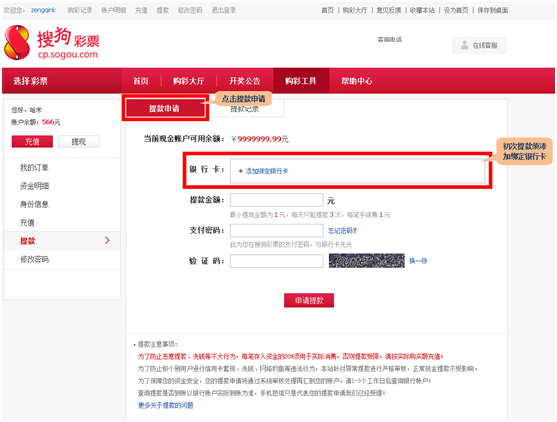 欢迎您, zengqink 购彩记录 账户明细 充值 提款 修改密码 退出登录 首页 | 购彩大厅 | 意见反馈 | 收藏本站 | 设为首页 | 保存到桌面
搜狗彩票
cp.sogou.com
客服电话
在线客服
选择彩票 首页 购彩大厅 开奖公告 购彩工具 帮助中心
您好, 哈米
账户余额: 566元
充值 提现
我的订单
资金明细
身份信息
充值
提款
修改密码
提款申请 点击提款申请 提款记录
当前现金账户可用余额: ¥9999999.99元
初次提款须添
加绑定银行卡
银 行 卡: + 添加绑定银行卡
提款金额: 元
最小提现金额为 1 元, 每天只能提款 3 次, 每笔手续费 1 元
支付密码: 忘记密码?
此为您在搜狗彩票的支付密码, 与银行卡无关
验 证 码: 换一张
申请提款
• 提款注意事项:
为了防止恶意提款、洗钱等不大行为, 每笔存入资金的20%须用于实际消费, 否则提款受限, 请按实际购买额充值!
为了防止极个别用户进行信用卡套现、洗钱、网络钓鱼等违法行为, 本站针对异常提款进行严格审核, 正常现金提款不受影响。
为了保障您的资金安全, 您的提款申请将通过系统审核处理再汇到您的账户, 请1-3个工作日后查询银行账户!
查询提款是否到账以银行账户实际到账为准, 手机短信只是代表您的提款申请我们已经受理!
更多关于提款的问题